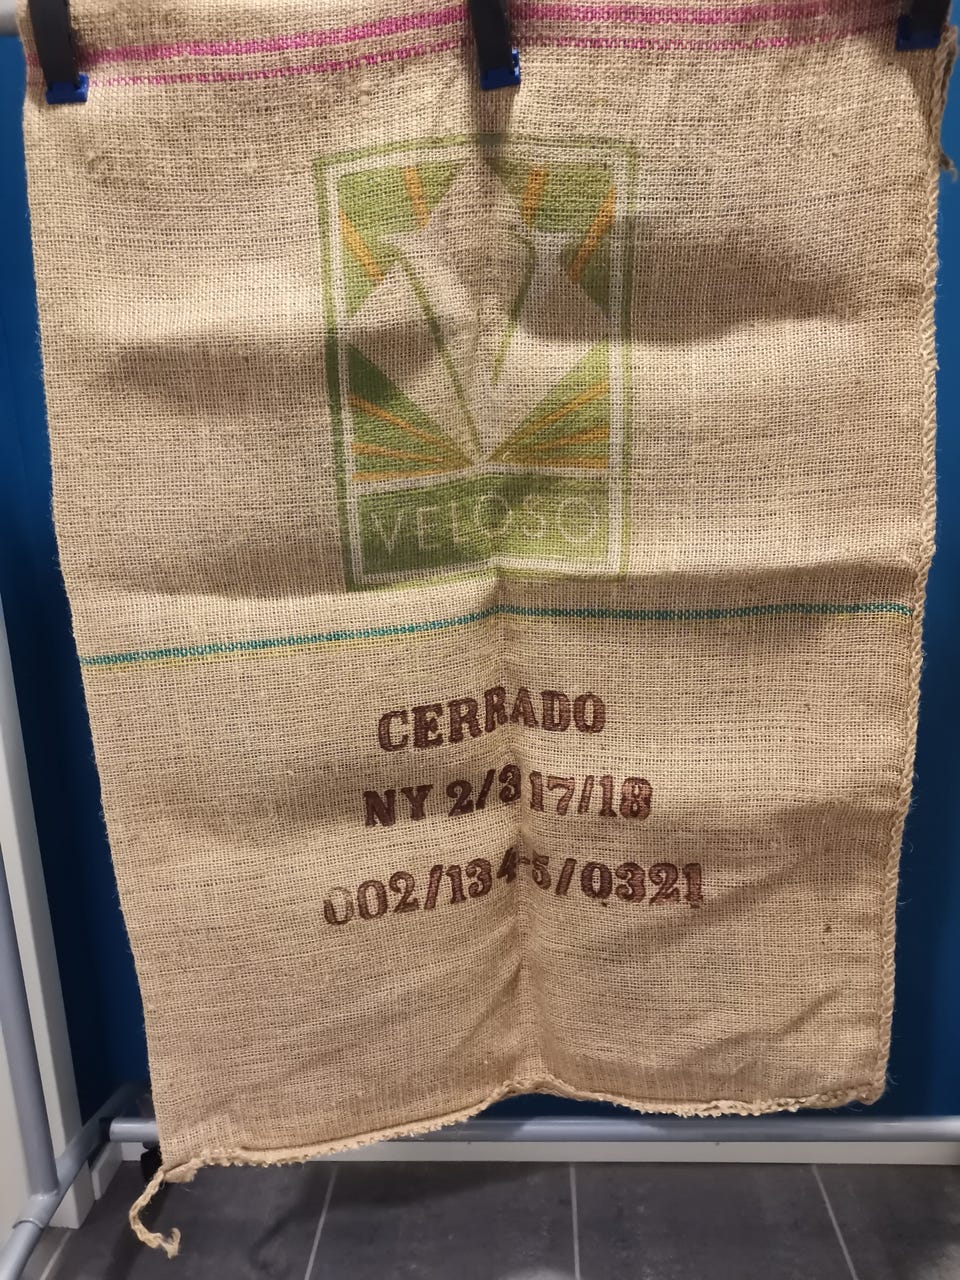 VELOSO
CERRADO
NY 2/3 17/18
002/1345/0321